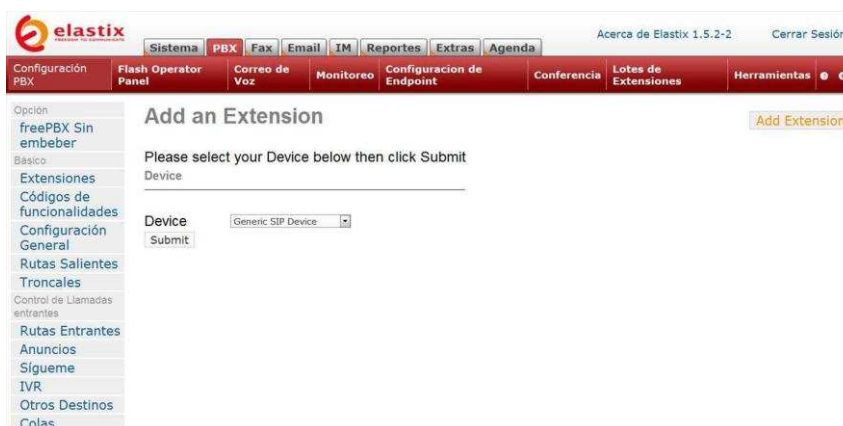 elastix
FREEDOM TO COMMUNICATE
Acerca de Elastix 1.5.2-2 Cerrar Sesión
Sistema PBX Fax Email IM Reportes Extras Agenda
Configuración PBX
Flash Operator Panel
Correo de Voz
Monitoreo
Configuracion de Endpoint
Conferencia
Lotes de Extensiones
Herramientas
Opción
freePBX Sin
embeber
Básico
Extensiones
Códigos de
funcionalidades
Configuración
General
Rutas Salientes
Troncales
Control de Llamadas
entrantes
Rutas Entrantes
Anuncios
Sígueme
IVR
Otros Destinos
Colas
Add an Extension
Please select your Device below then click Submit
Device
Device Generic SIP Device
Submit
Add Extension